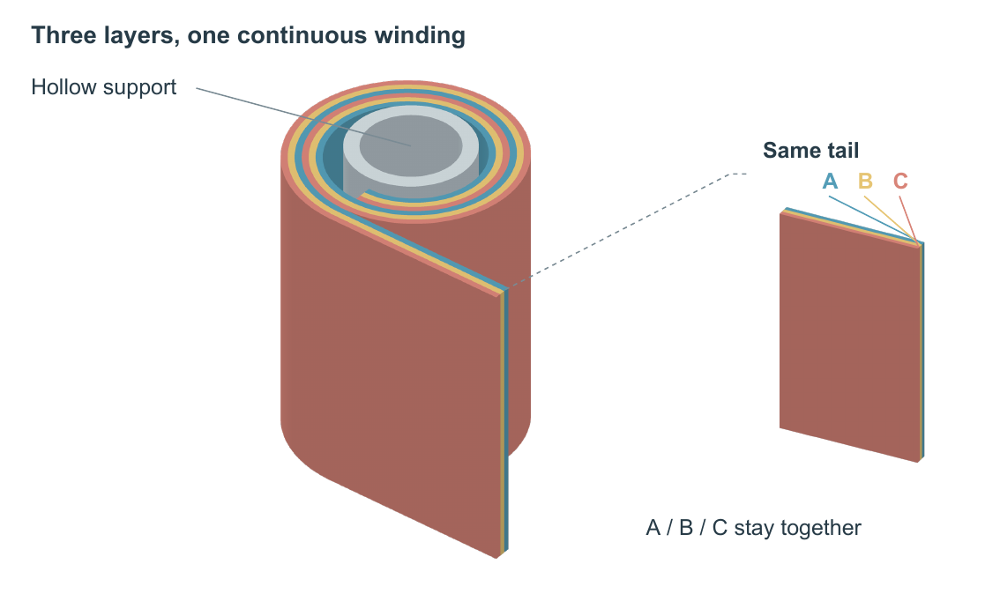 Three layers, one continuous winding
Hollow support
Same tail
A B C
A / B / C stay together